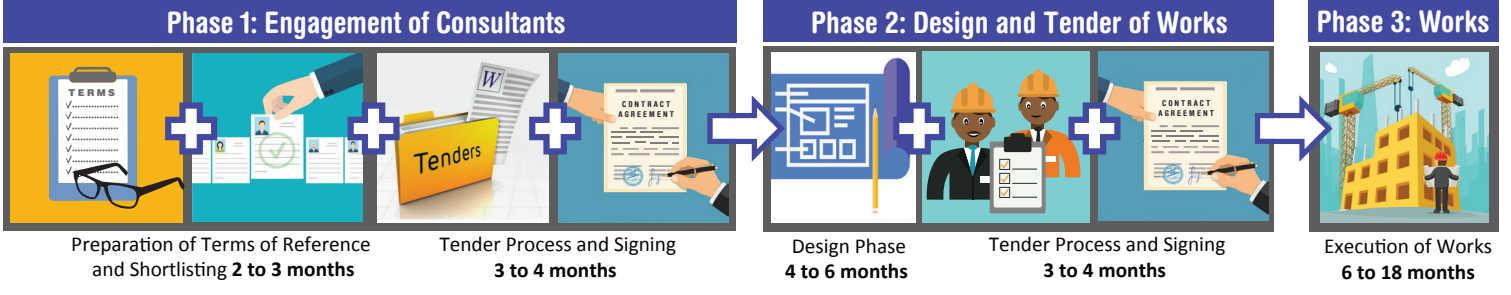 Phase 1: Engagement of Consultants
TERMS
W
Tenders
CONTRACT
AGREEMENT
Preparation of Terms of Reference
and Shortlisting 2 to 3 months
Tender Process and Signing
3 to 4 months
Phase 2: Design and Tender of Works
CONTRACT
AGREEMENT
Design Phase
4 to 6 months
Tender Process and Signing
3 to 4 months
Phase 3: Works
Execution of Works
6 to 18 months